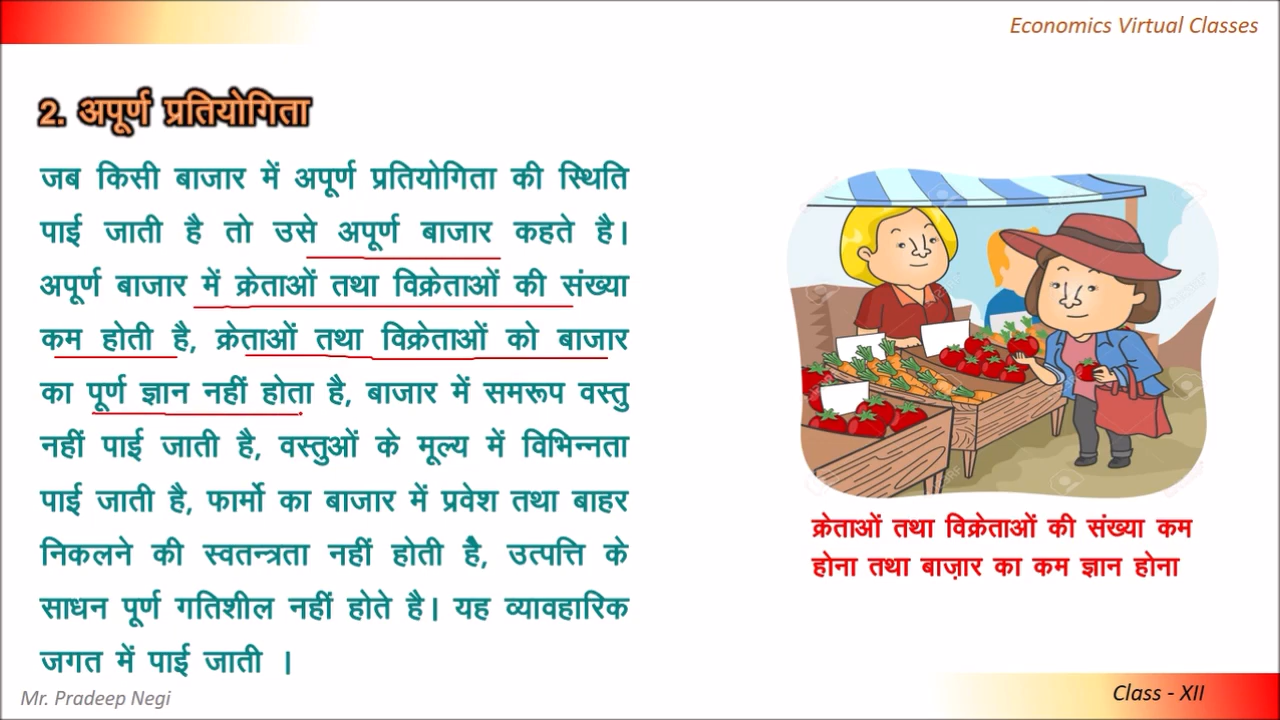 Economics Virtual Classes
2. अपूर्ण प्रतियोगिता
जब किसी बाजार में अपूर्ण प्रतियोगिता की स्थिति
पाई जाती है तो उसे अपूर्ण बाजार कहते है।
अपूर्ण बाजार में क्रेताओं तथा विक्रेताओं की संख्या
कम होती है, क्रेताओं तथा विक्रेताओं को बाजार
का पूर्ण ज्ञान नहीं होता है, बाजार में समरूप वस्तु
नहीं पाई जाती है, वस्तुओं के मूल्य में विभिन्नता
पाई जाती है, फार्मो का बाजार में प्रवेश तथा बाहर
निकलने की स्वतन्त्रता नहीं होती है, उत्पत्ति के
साधन पूर्ण गतिशील नहीं होते है। यह व्यावहारिक
जगत में पाई जाती ।
क्रेताओं तथा विक्रेताओं की संख्या कम
होना तथा बाज़ार का कम ज्ञान होना
Mr. Pradeep Negi
Class - XII